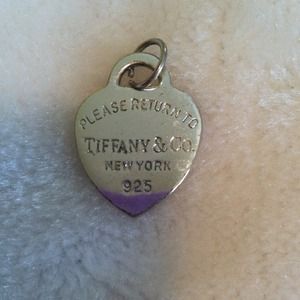 PLEASE RETURN TO
TIFFANY & CO.
NEW YORK
925